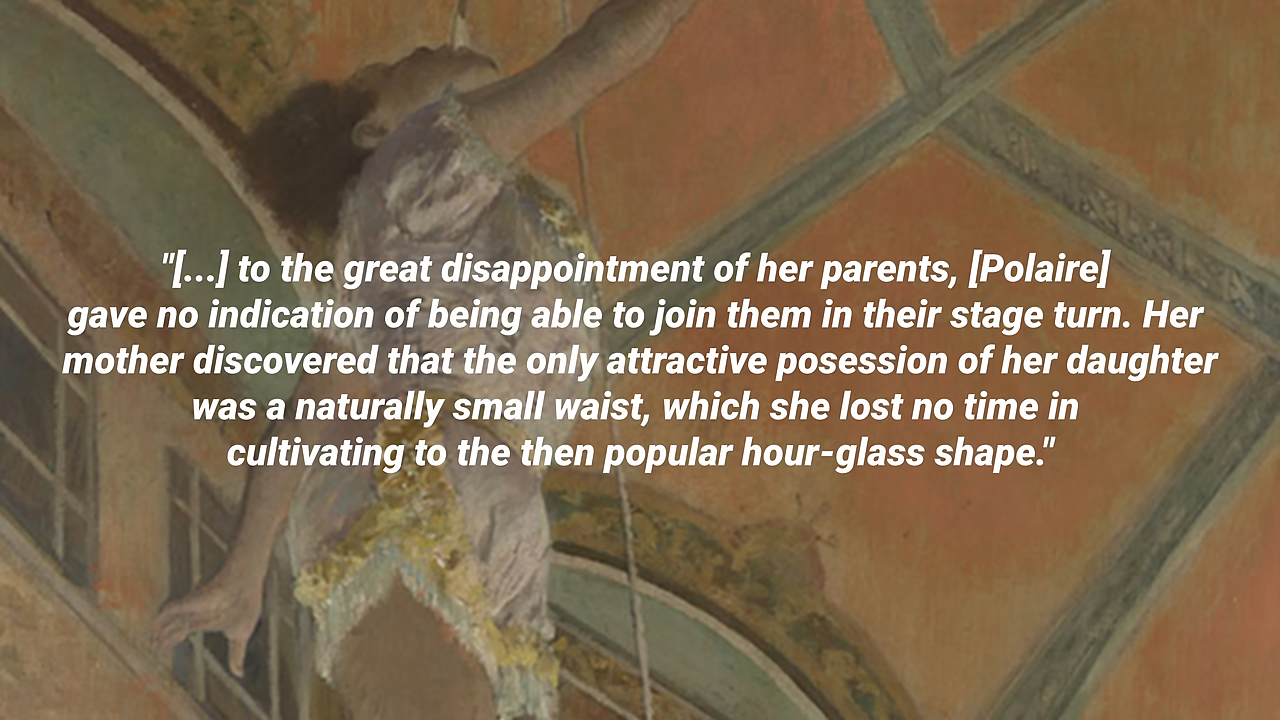 "[...] to the great disappointment of her parents, [Polaire]
gave no indication of being able to join them in their stage turn. Her
mother discovered that the only attractive posession of her daughter
was a naturally small waist, which she lost no time in
cultivating to the then popular hour-glass shape."